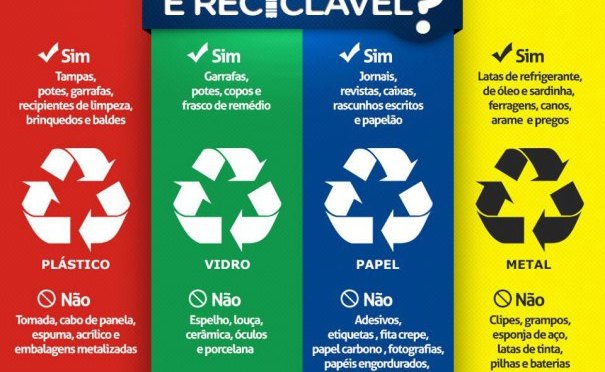 É RECICLÁVEL?
Sim
Tampas,
potes, garrafas,
recipientes de limpeza,
brinquedos e baldes
PLÁSTICO
Não
Tomada, cabo de panela,
espuma, acrílico e
embalagens metalizadas
Sim
Garrafas,
potes, copos e
frasco de remédio
VIDRO
Não
Espelho, louça,
cerâmica, óculos
e porcelana
Sim
Jornais,
revistas, caixas,
rascunhos escritos
e papelão
PAPEL
Não
Adesivos,
etiquetas , fita crepe,
papel carbono , fotografias,
papéis engordurados,
Sim
Latas de refrigerante,
de óleo e sardinha,
ferragens, canos,
arame e pregos
METAL
Não
Clipes, grampos,
esponja de aço,
latas de tinta,
pilhas e baterias